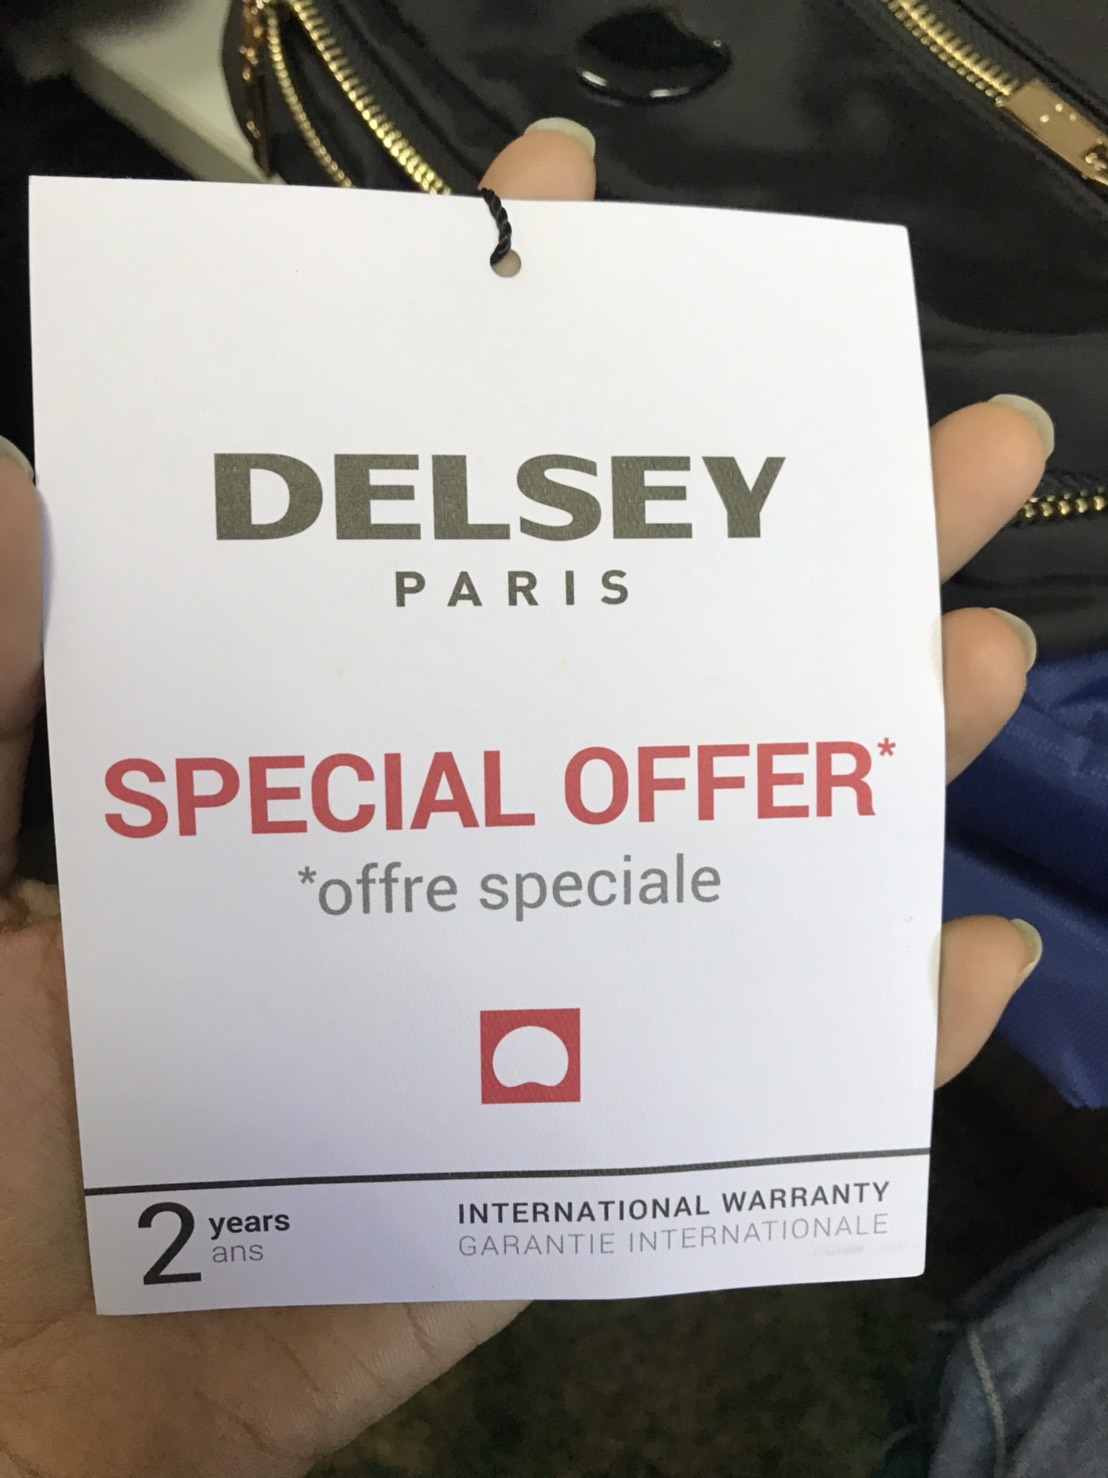 DELSEY
PARIS
SPECIAL OFFER*
*offre speciale
2 years
ans
INTERNATIONAL WARRANTY
GARANTIE INTERNATIONALE